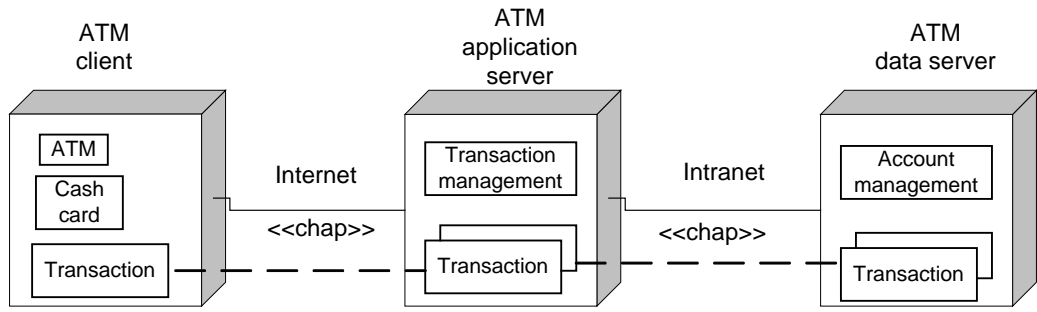 ATM
client
ATM
application
server
ATM
data server
ATM
Cash
card
Transaction
Internet
<<chap>>
Transaction
management
Transaction
Intranet
<<chap>>
Account
management
Transaction